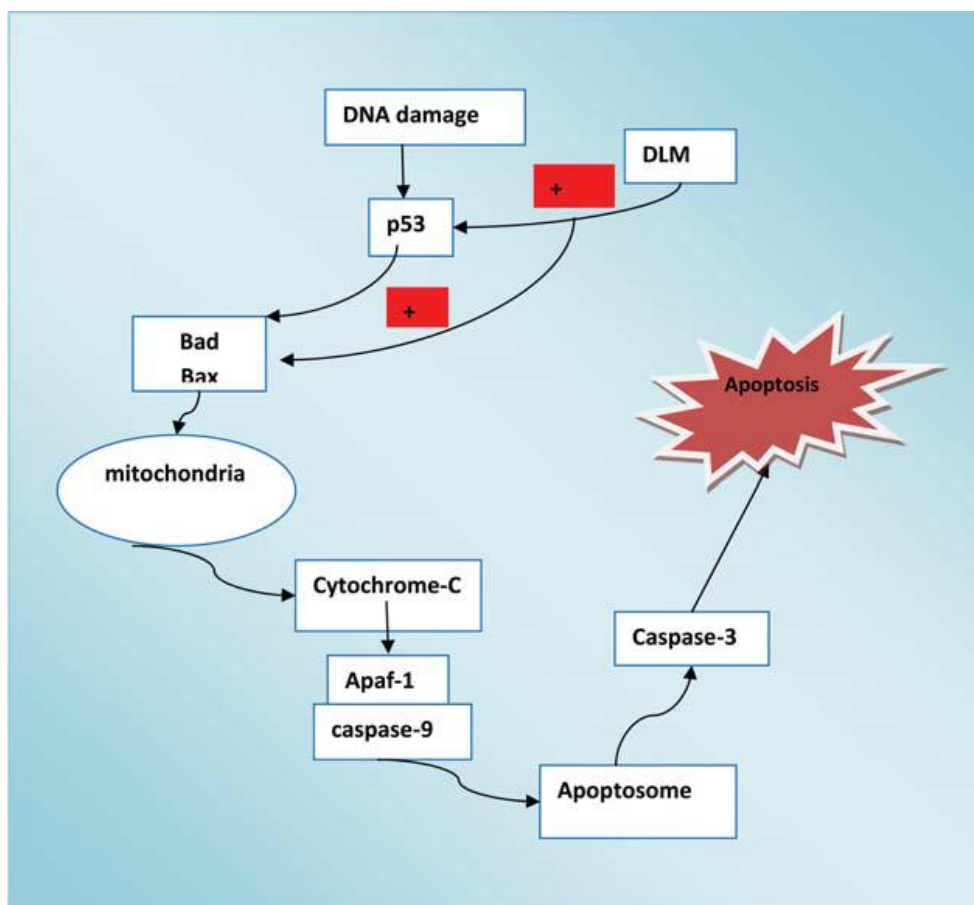 DNA damage
DLM
+
p53
+
Bad
Bax
Apoptosis
mitochondria
Cytochrome-C
Caspase-3
Apaf-1
caspase-9
Apoptosome